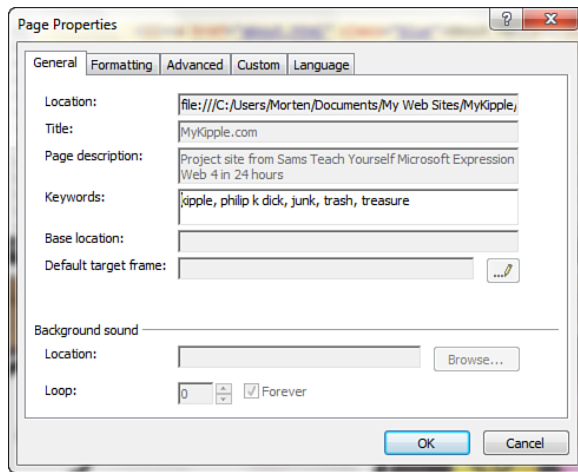 Page Properties
General Formatting Advanced Custom Language
Location: file:///C:/Users/Morten/Documents/My Web Sites/MyKipple/
Title: MyKipple.com
Page description: Project site from Sams Teach Yourself Microsoft Expression
Web 4 in 24 hours
Keywords: kipple, philip k dick, junk, trash, treasure
Base location:
Default target frame:
Background sound
Location: Browse...
Loop: 0 Forever
OK Cancel